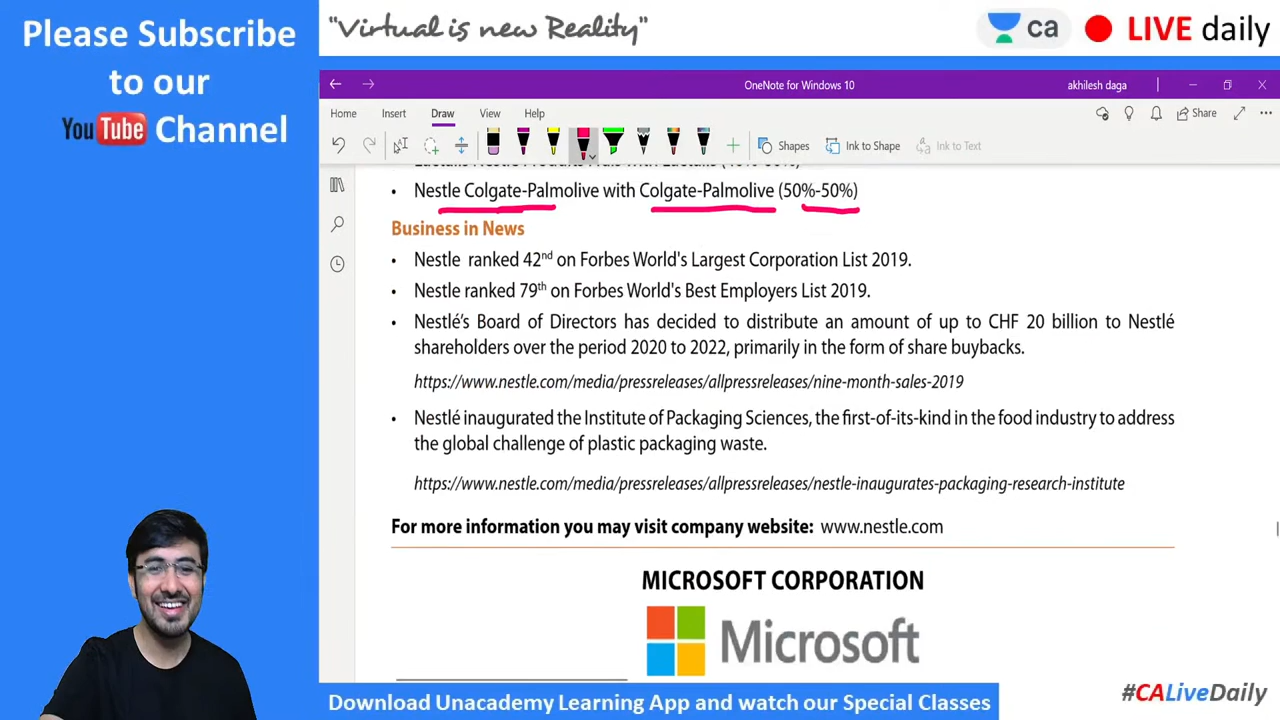 Please Subscribe
to our
YouTube Channel
"Virtual is new Reality"
ca
LIVE daily
OneNote for Windows 10
akhilesh daga
Home Insert Draw View Help
Shapes Ink to Shape Ink to Text
Share
• Nestle Colgate-Palmolive with Colgate-Palmolive (50%-50%)
Business in News
• Nestle ranked 42nd on Forbes World's Largest Corporation List 2019.
• Nestle ranked 79th on Forbes World's Best Employers List 2019.
• Nestlé's Board of Directors has decided to distribute an amount of up to CHF 20 billion to Nestlé
shareholders over the period 2020 to 2022, primarily in the form of share buybacks.
https://www.nestle.com/media/pressreleases/allpressreleases/nine-month-sales-2019
• Nestlé inaugurated the Institute of Packaging Sciences, the first-of-its-kind in the food industry to address
the global challenge of plastic packaging waste.
https://www.nestle.com/media/pressreleases/allpressreleases/nestle-inaugurates-packaging-research-institute
For more information you may visit company website: www.nestle.com
MICROSOFT CORPORATION
Microsoft
Download Unacademy Learning App and watch our Special Classes
#CALiveDaily